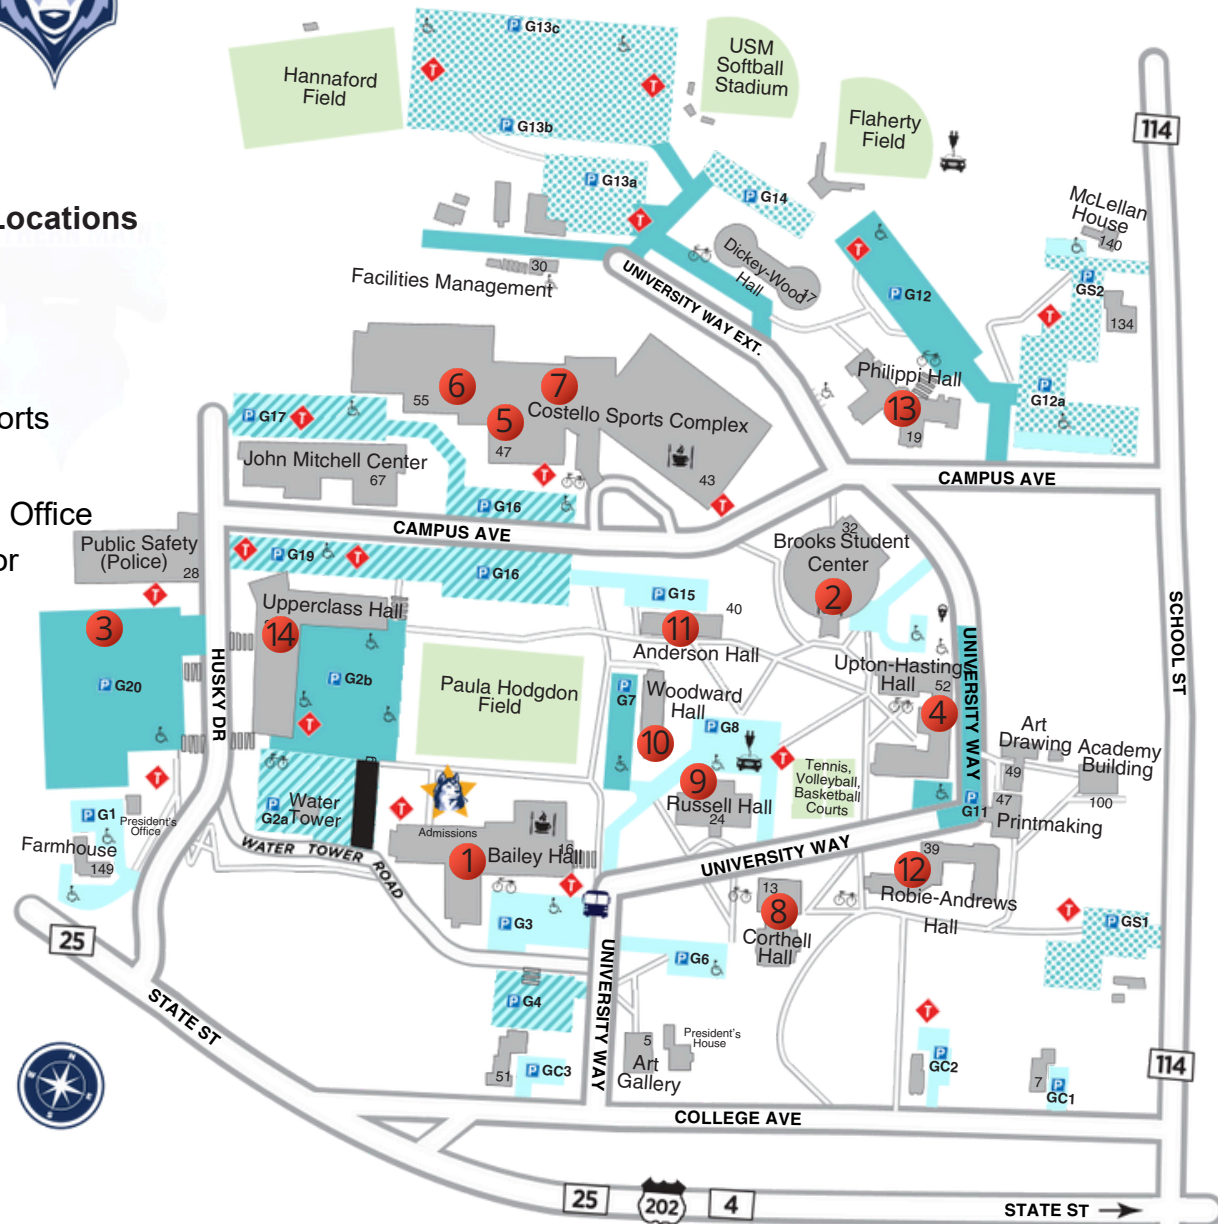 G13c
USM
Softball
Stadium
Hannaford
Field
T
T
114
G13b
Flaherty
Field
G13a
G14
McLellan
House
140
Locations
T
T
Dickey-Wood
Hall
17
30
Facilities Management
UNIVERSITY WAY EXT.
G12
GS2
T
134
Philippi Hall
6
7
55
5
Costello Sports Complex
G12a
orts
G17
T
13
19
47
John Mitchell Center
67
T
43
T
CAMPUS AVE
G16
Office
or
CAMPUS AVE
32
Brooks Student
Center
Public Safety
(Police)
28
T
G19
T
G16
T
G15
2
SCHOOL ST
3
Upperclass Hall
14
11
40
Anderson Hall
HUSKY DR
UNIVERSITY WAY
Upton-Hastings
Hall
52
G20
G2b
Paula Hodgdon
Field
G7
Woodward
Hall
4
T
10
G8
Art
Drawing
Academy
Building
T
T
9
Tennis,
Volleyball,
Basketball
Courts
49
100
G1
President's
Office
G2a
Water
Tower
T
Russell Hall
24
G11
47
Printmaking
Farmhouse
149
Admissions
1
Bailey Hall
16
WATER TOWER ROAD
UNIVERSITY WAY
39
12
T
13
8
Robie-Andrews
Hall
T
25
G3
Corthell
Hall
GS1
G6
UNIVERSITY WAY
STATE ST
G4
T
5
Art
Gallery
President's
House
N
E
S
W
51
GC3
GC2
7
GC1
114
COLLEGE AVE
25
202
4
STATE ST